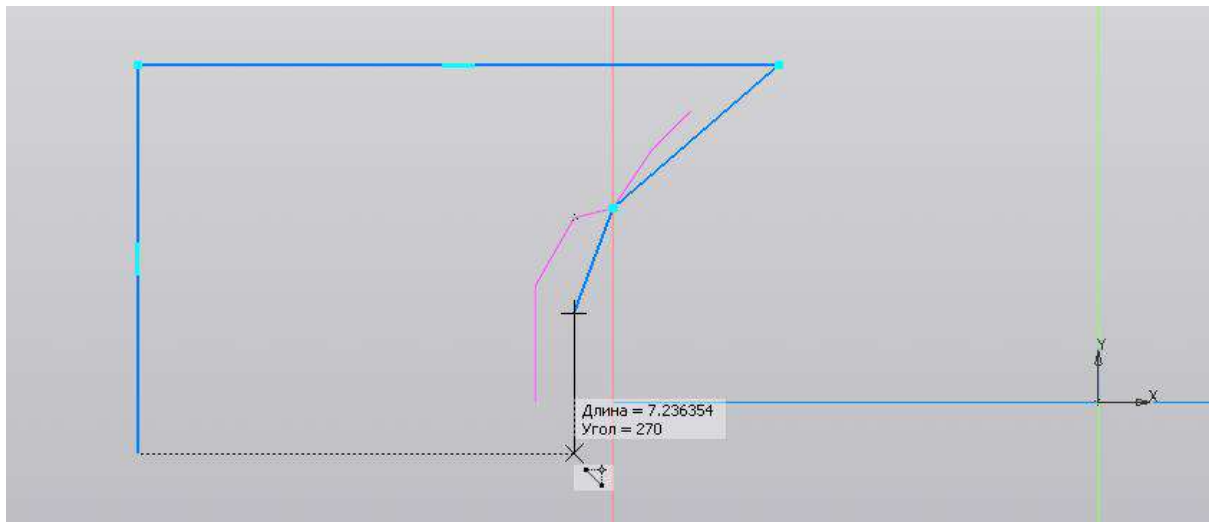 Y
X
Длина = 7.236354
Угол = 270